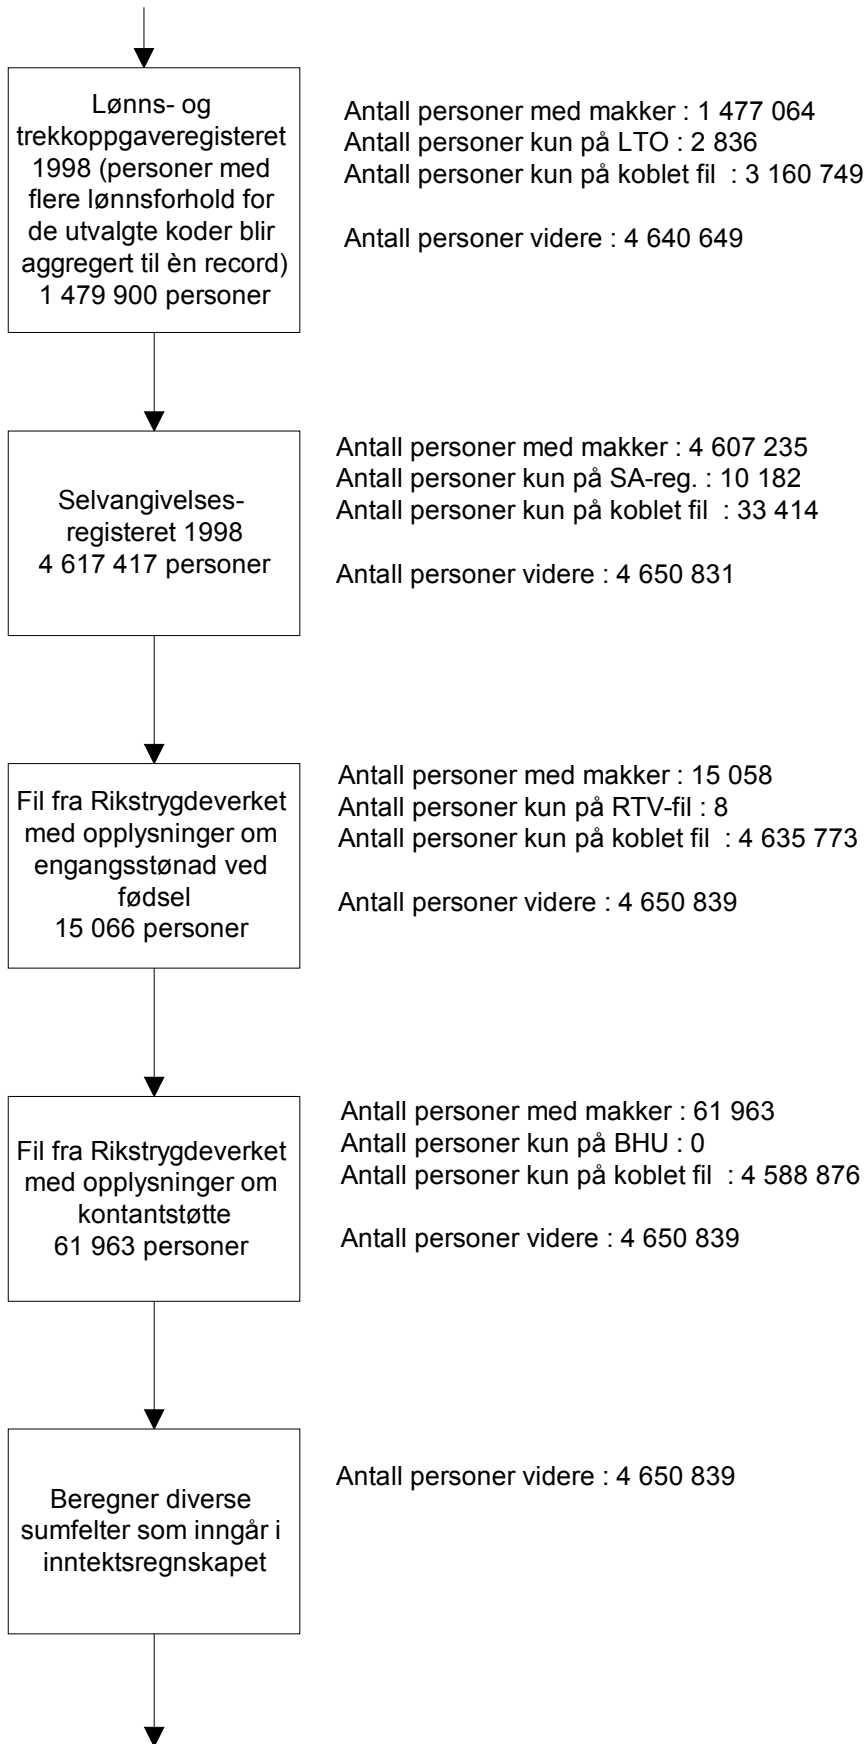 Lønns- og
trekkoppgaveregisteret
1998 (personer med
flere lønnsforhold for
de utvalgte koder blir
aggregert til èn record)
1 479 900 personer
Antall personer med makker : 1 477 064
Antall personer kun på LTO : 2 836
Antall personer kun på koblet fil : 3 160 749
Antall personer videre : 4 640 649
Selvangivelses-
registeret 1998
4 617 417 personer
Antall personer med makker : 4 607 235
Antall personer kun på SA-reg. : 10 182
Antall personer kun på koblet fil : 33 414
Antall personer videre : 4 650 831
Fil fra Rikstrygdeverket
med opplysninger om
engangsstønad ved
fødsel
15 066 personer
Antall personer med makker : 15 058
Antall personer kun på RTV-fil : 8
Antall personer kun på koblet fil : 4 635 773
Antall personer videre : 4 650 839
Fil fra Rikstrygdeverket
med opplysninger om
kontantstøtte
61 963 personer
Antall personer med makker : 61 963
Antall personer kun på BHU : 0
Antall personer kun på koblet fil : 4 588 876
Antall personer videre : 4 650 839
Beregner diverse
sumfelter som inngår i
inntektsregnskapet
Antall personer videre : 4 650 839